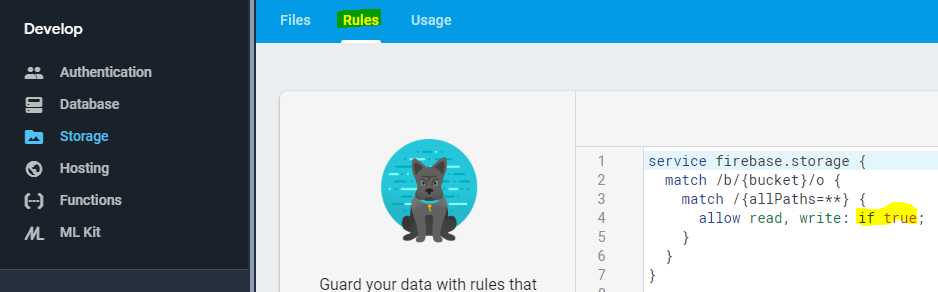 Develop
Authentication
Database
Storage
Hosting
Functions
ML Kit
Files Rules Usage
Guard your data with rules that
1 service firebase.storage {
2 match /b/{bucket}/o {
3 match /{allPaths=**} {
4 allow read, write: if true;
5 }
6 }
7 }